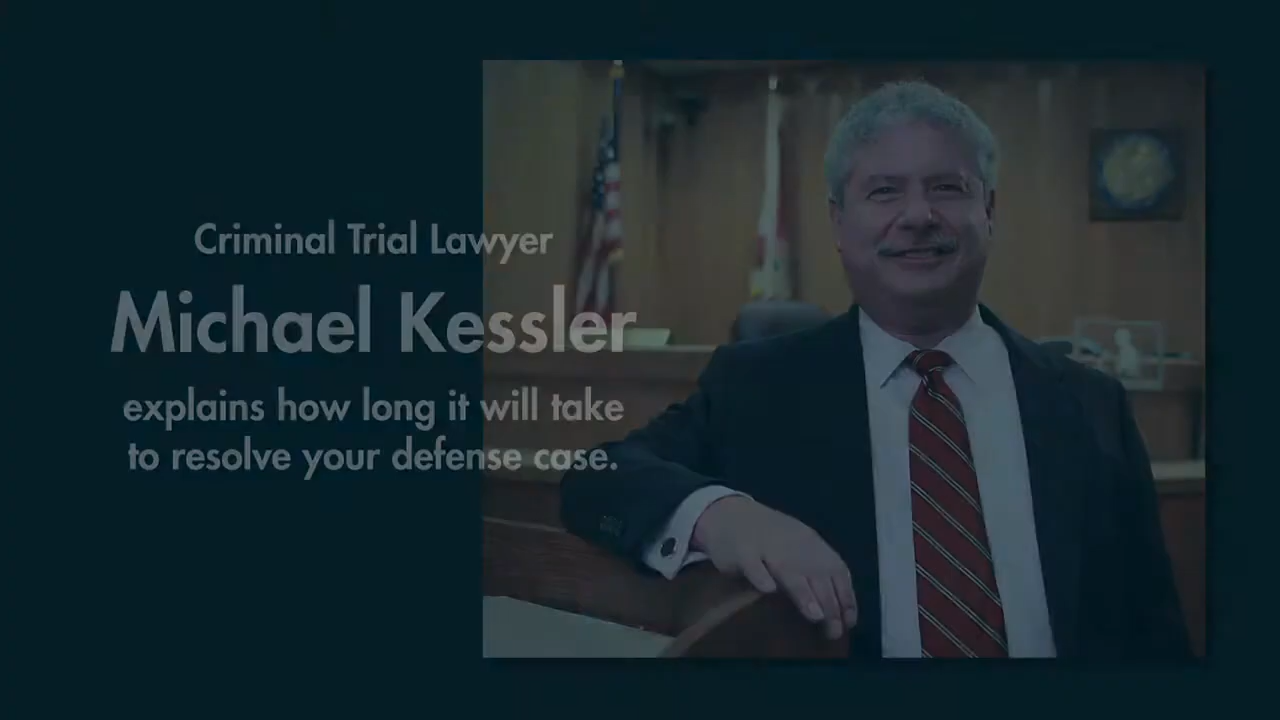 Criminal Trial Lawyer
Michael Kessler
explains how long it will take
to resolve your defense case.